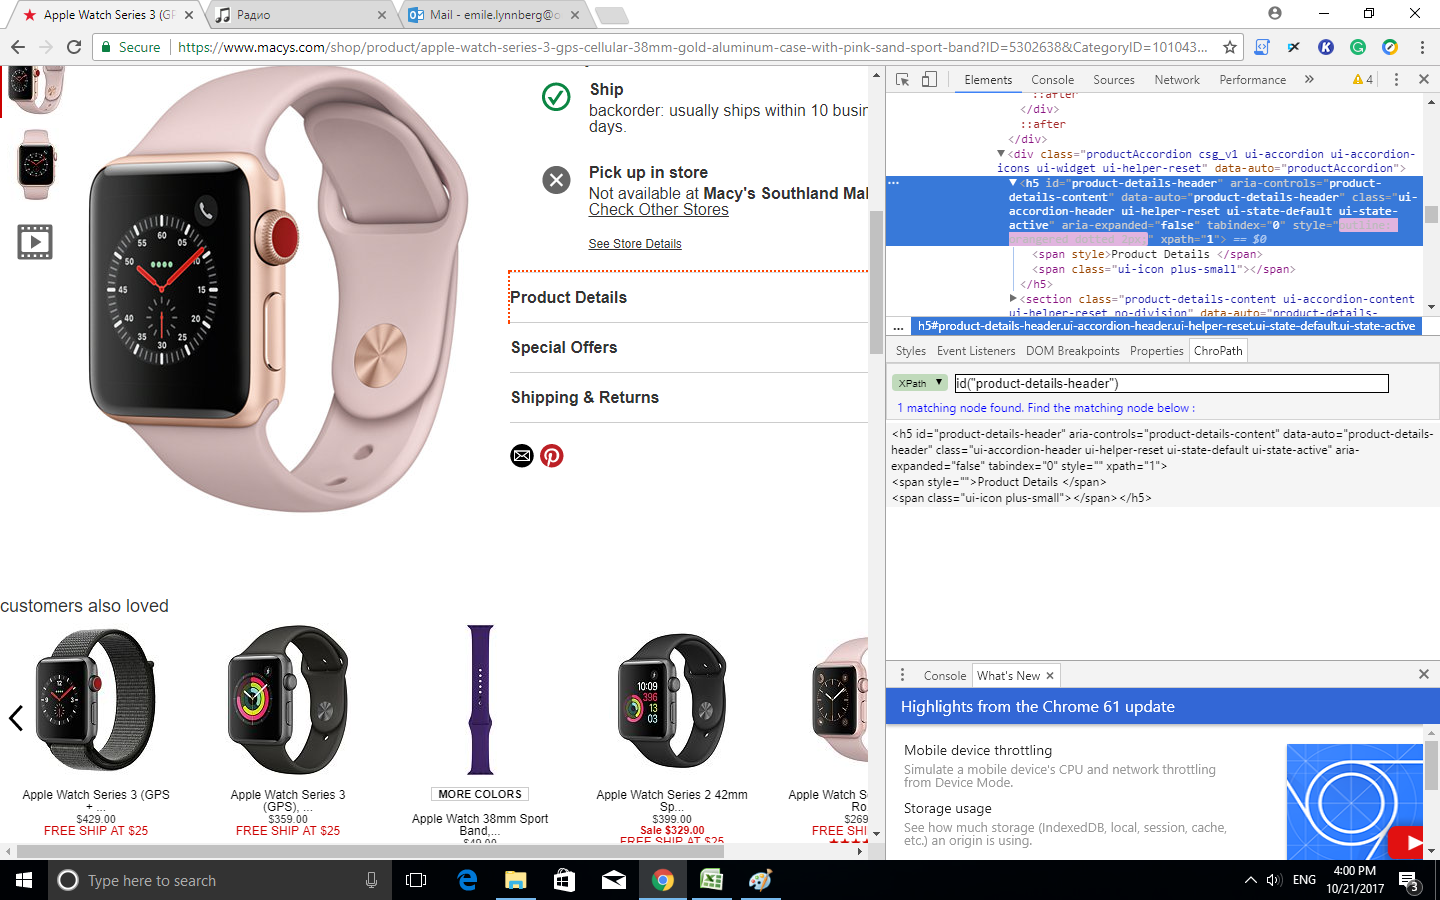 Apple Watch Series 3 (GP
Радио
Mail - emile.lynnberg@o
Secure
https://www.macys.com/shop/product/apple-watch-series-3-gps-cellular-38mm-gold-aluminum-case-with-pink-sand-sport-band?ID=5302638&CategoryID=101043...
Ship
backorder: usually ships within 10 busin
days.
Pick up in store
Not available at Macy's Southland Mal
Check Other Stores
See Store Details
Product Details
Special Offers
Shipping & Returns
customers also loved
Apple Watch Series 3 (GPS
+ ...
$429.00
FREE SHIP AT $25
Apple Watch Series 3
(GPS), ...
$359.00
FREE SHIP AT $25
MORE COLORS
Apple Watch 38mm Sport
Band,...
$49.00
10:09
396
13
03
Apple Watch Series 2 42mm
Sp...
$399.00
Sale $329.00
FREE SHIP AT $25
Apple Watch S
Ro...
$269
FREE SHI
Elements Console Sources Network Performance » 4
::after
</div>
::after
</div>
<div class="productAccordion csg_v1 ui-accordion ui-accordion-
icons ui-widget ui-helper-reset" data-auto="productAccordion">
<h5 id="product-details-header" aria-controls="product-
details-content" data-auto="product-details-header" class="ui-
accordion-header ui-helper-reset ui-state-default ui-state-
active" aria-expanded="false" tabindex="0" style="outline:
orangered dotted 2px;" xpath="1"> == $0
<span style>Product Details </span>
<span class="ui-icon plus-small"></span>
</h5>
<section class="product-details-content ui-accordion-content
ui-helper-reset no-division" data-auto="product-details-
... h5#product-details-header.ui-accordion-header.ui-helper-reset.ui-state-default.ui-state-active
Styles Event Listeners DOM Breakpoints Properties ChroPath
XPath
id("product-details-header")
1 matching node found. Find the matching node below :
<h5 id="product-details-header" aria-controls="product-details-content" data-auto="product-details-
header" class="ui-accordion-header ui-helper-reset ui-state-default ui-state-active" aria-
expanded="false" tabindex="0" style="" xpath="1">
<span style="">Product Details </span>
<span class="ui-icon plus-small"></span></h5>
Console What's New
Highlights from the Chrome 61 update
Mobile device throttling
Simulate a mobile device's CPU and network throttling
from Device Mode.
Storage usage
See how much storage (IndexedDB, local, session, cache,
etc.) an origin is using.
Type here to search
ENG
4:00 PM
10/21/2017
3